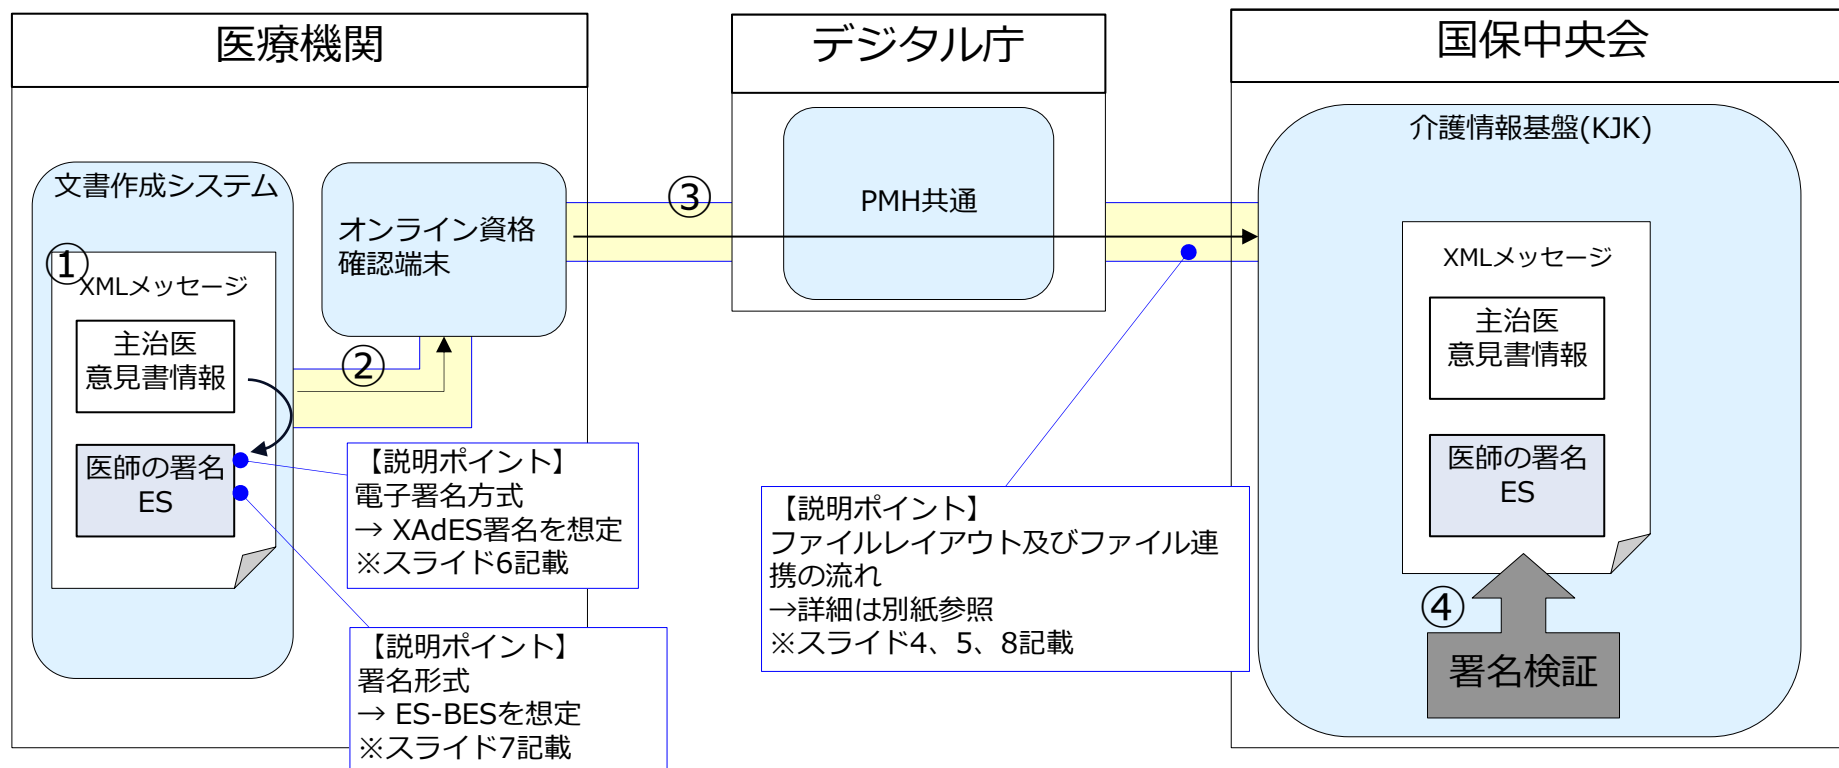 医療機関
文書作成システム
①
XMLメッセージ
主治医
意見書情報
医師の署名
ES
オンライン資格
確認端末
②
【説明ポイント】
電子署名方式
→ XAdES署名を想定
※スライド6記載
【説明ポイント】
署名形式
→ ES-BESを想定
※スライド7記載
③
デジタル庁
PMH共通
【説明ポイント】
ファイルレイアウト及びファイル連
携の流れ
→詳細は別紙参照
※スライド4、5、8記載
国保中央会
介護情報基盤(KJK)
XMLメッセージ
主治医
意見書情報
医師の署名
ES
④
署名検証